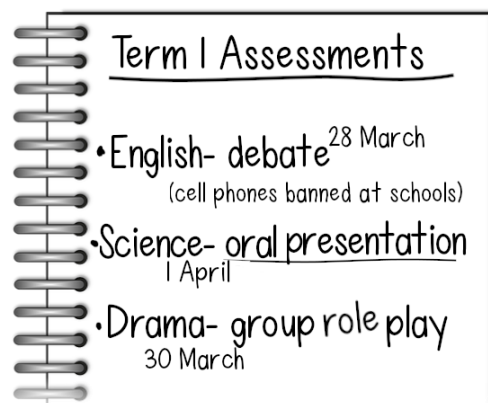 Term 1 Assessments
•English- debate 28 March
(cell phones banned at schools)
•Science- oral presentation
1 April
•Drama- group role play
30 March